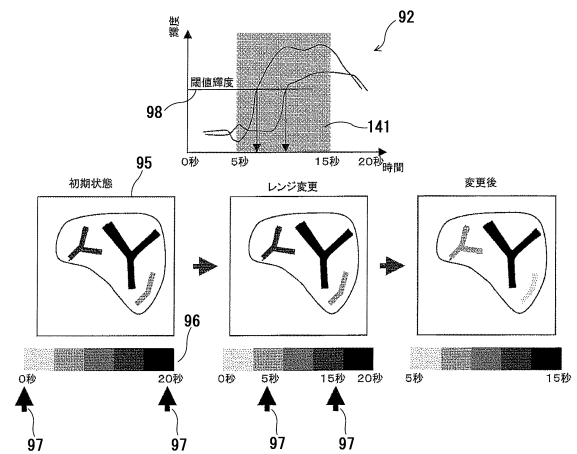 輝度
92
閾値輝度
98
141
0秒 5秒 15秒 20秒
時間
初期状態 95 レンジ変更 変更後
96
0秒 20秒 0秒 5秒 15秒 20秒 5秒 15秒
97 97 97 97